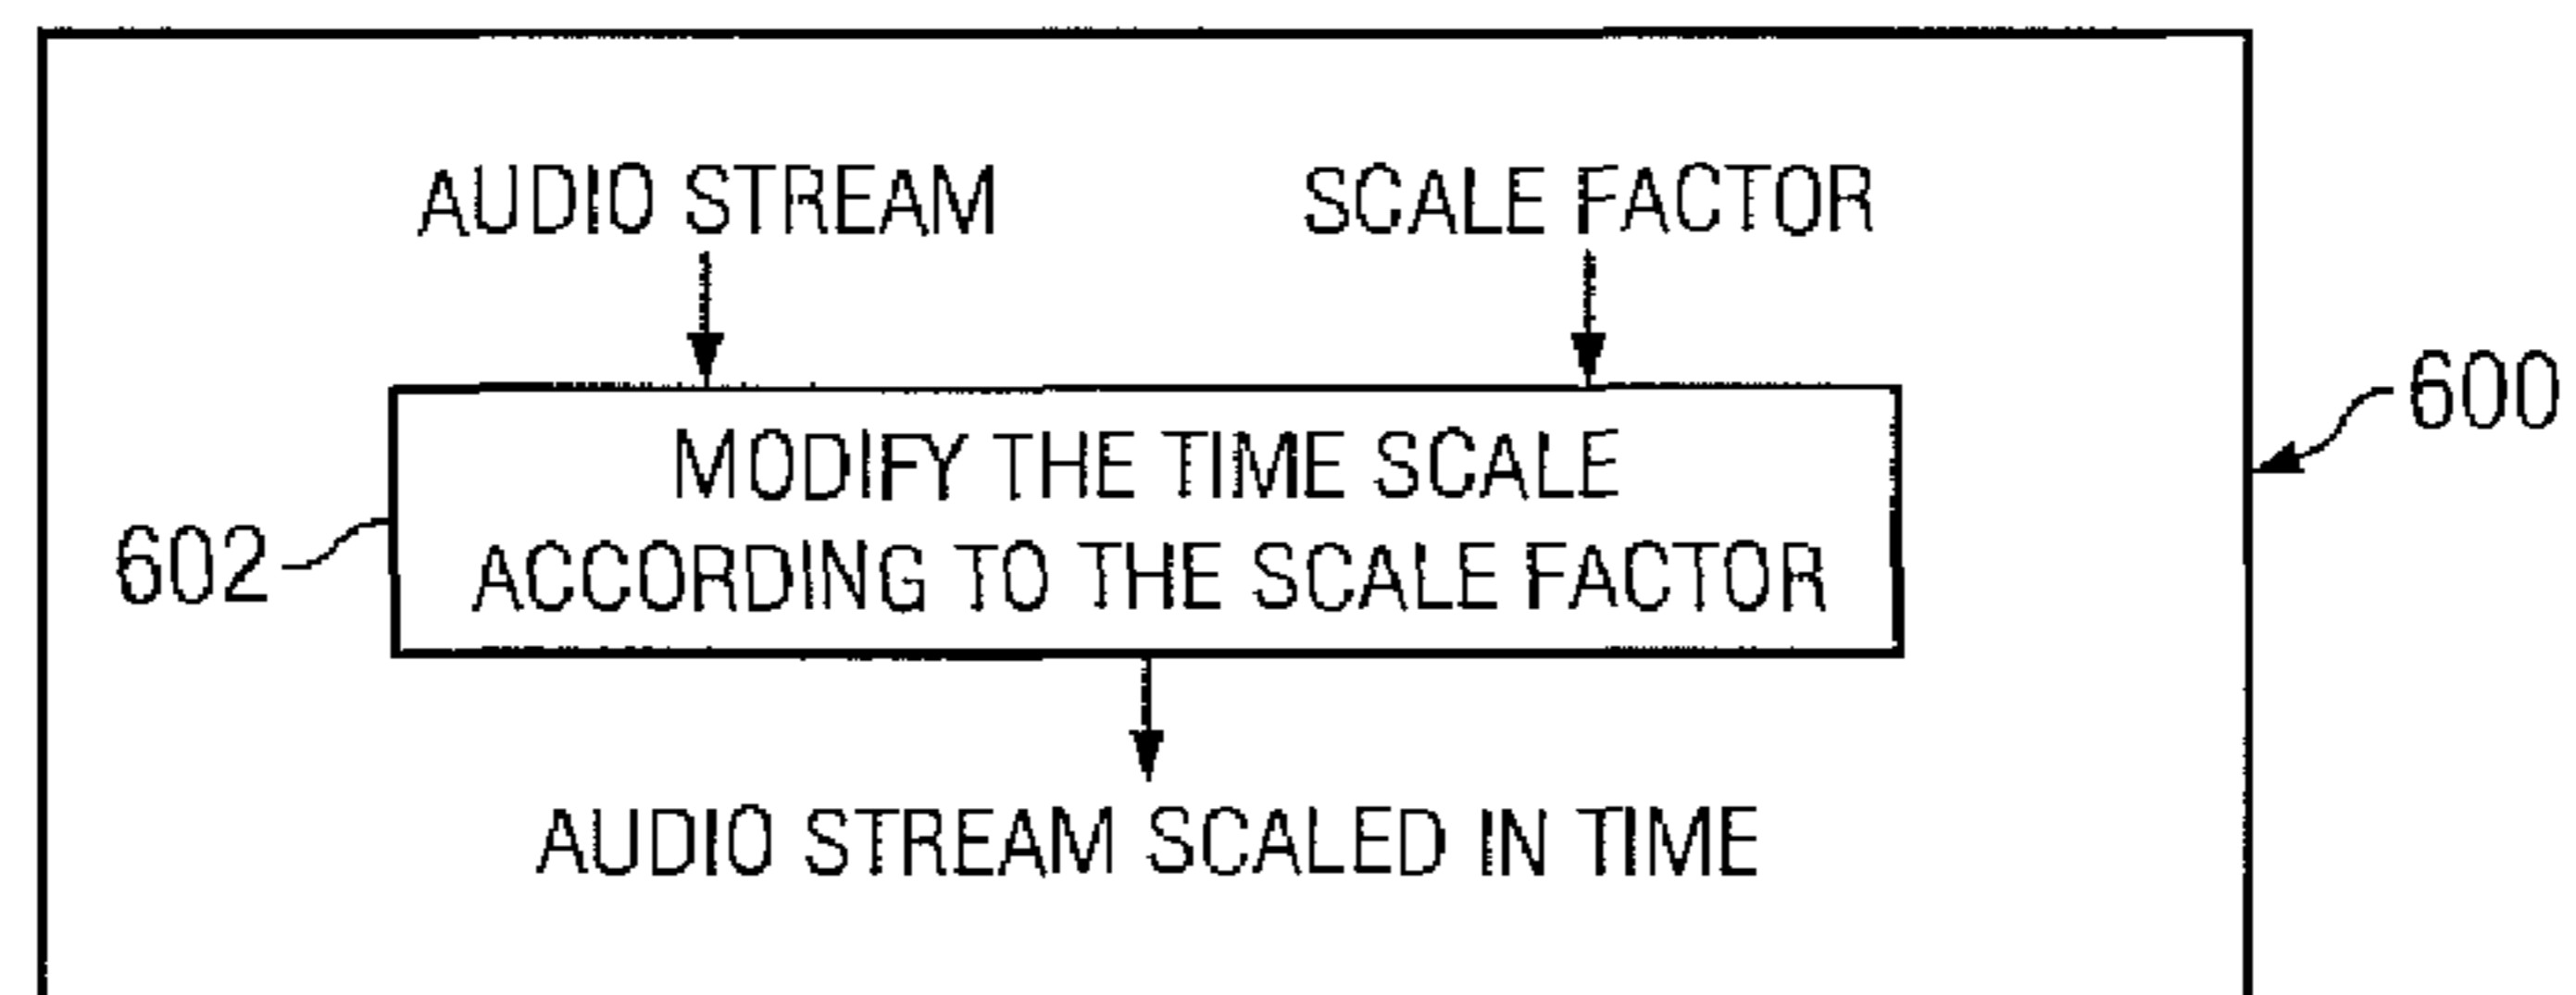 AUDIO STREAM
SCALE FACTOR
600
MODIFY THE TIME SCALE
ACCORDING TO THE SCALE FACTOR
602
AUDIO STREAM SCALED IN TIME